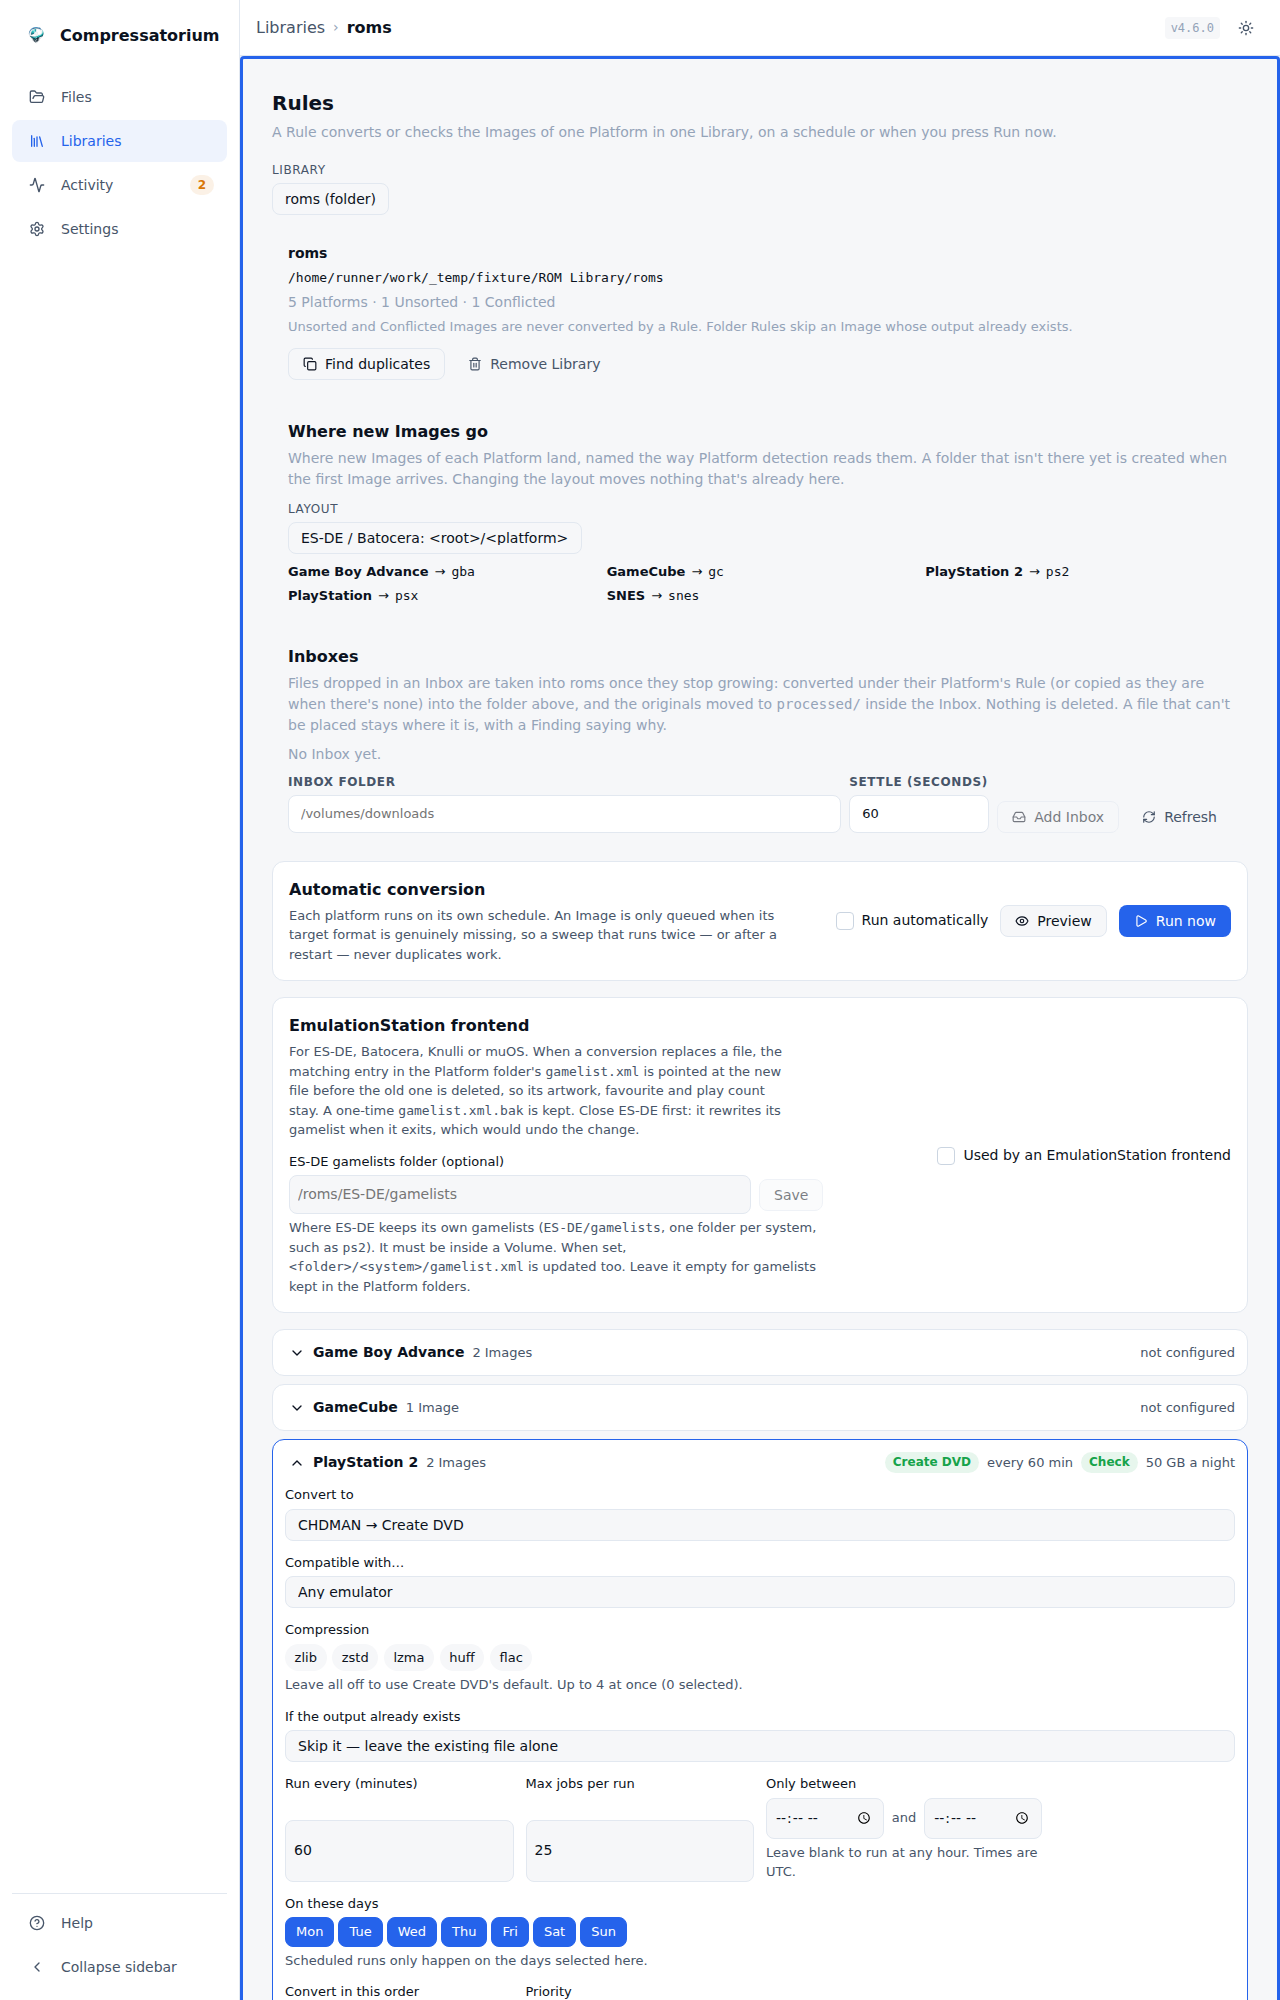 Compressatorium
Libraries › roms
v4.6.0
Files
Libraries
Activity 2
Settings
Rules
A Rule converts or checks the Images of one Platform in one Library, on a schedule or when you press Run now.
LIBRARY
roms (folder)
roms
/home/runner/work/_temp/fixture/ROM Library/roms
5 Platforms · 1 Unsorted · 1 Conflicted
Unsorted and Conflicted Images are never converted by a Rule. Folder Rules skip an Image whose output already exists.
Find duplicates Remove Library
Where new Images go
Where new Images of each Platform land, named the way Platform detection reads them. A folder that isn't there yet is created when
the first Image arrives. Changing the layout moves nothing that's already here.
LAYOUT
ES-DE / Batocera: <root>/<platform>
Game Boy Advance → gba GameCube → gc PlayStation 2 → ps2
PlayStation → psx SNES → snes
Inboxes
Files dropped in an Inbox are taken into roms once they stop growing: converted under their Platform's Rule (or copied as they are
when there's none) into the folder above, and the originals moved to processed/ inside the Inbox. Nothing is deleted. A file that can't
be placed stays where it is, with a Finding saying why.
No Inbox yet.
INBOX FOLDER SETTLE (SECONDS)
/volumes/downloads 60 Add Inbox Refresh
Automatic conversion
Each platform runs on its own schedule. An Image is only queued when its
target format is genuinely missing, so a sweep that runs twice — or after a
restart — never duplicates work.
Run automatically Preview Run now
EmulationStation frontend
For ES-DE, Batocera, Knulli or muOS. When a conversion replaces a file, the
matching entry in the Platform folder's gamelist.xml is pointed at the new
file before the old one is deleted, so its artwork, favourite and play count
stay. A one-time gamelist.xml.bak is kept. Close ES-DE first: it rewrites its
gamelist when it exits, which would undo the change.
Used by an EmulationStation frontend
ES-DE gamelists folder (optional)
/roms/ES-DE/gamelists Save
Where ES-DE keeps its own gamelists (ES-DE/gamelists, one folder per system,
such as ps2). It must be inside a Volume. When set,
<folder>/<system>/gamelist.xml is updated too. Leave it empty for gamelists
kept in the Platform folders.
Game Boy Advance 2 Images not configured
GameCube 1 Image not configured
PlayStation 2 2 Images Create DVD every 60 min Check 50 GB a night
Convert to
CHDMAN → Create DVD
Compatible with…
Any emulator
Compression
zlib zstd lzma huff flac
Leave all off to use Create DVD's default. Up to 4 at once (0 selected).
If the output already exists
Skip it — leave the existing file alone
Run every (minutes) Max jobs per run Only between
60 25 --:-- -- and --:-- --
Leave blank to run at any hour. Times are
UTC.
On these days
Mon Tue Wed Thu Fri Sat Sun
Scheduled runs only happen on the days selected here.
Convert in this order Priority
Help
Collapse sidebar